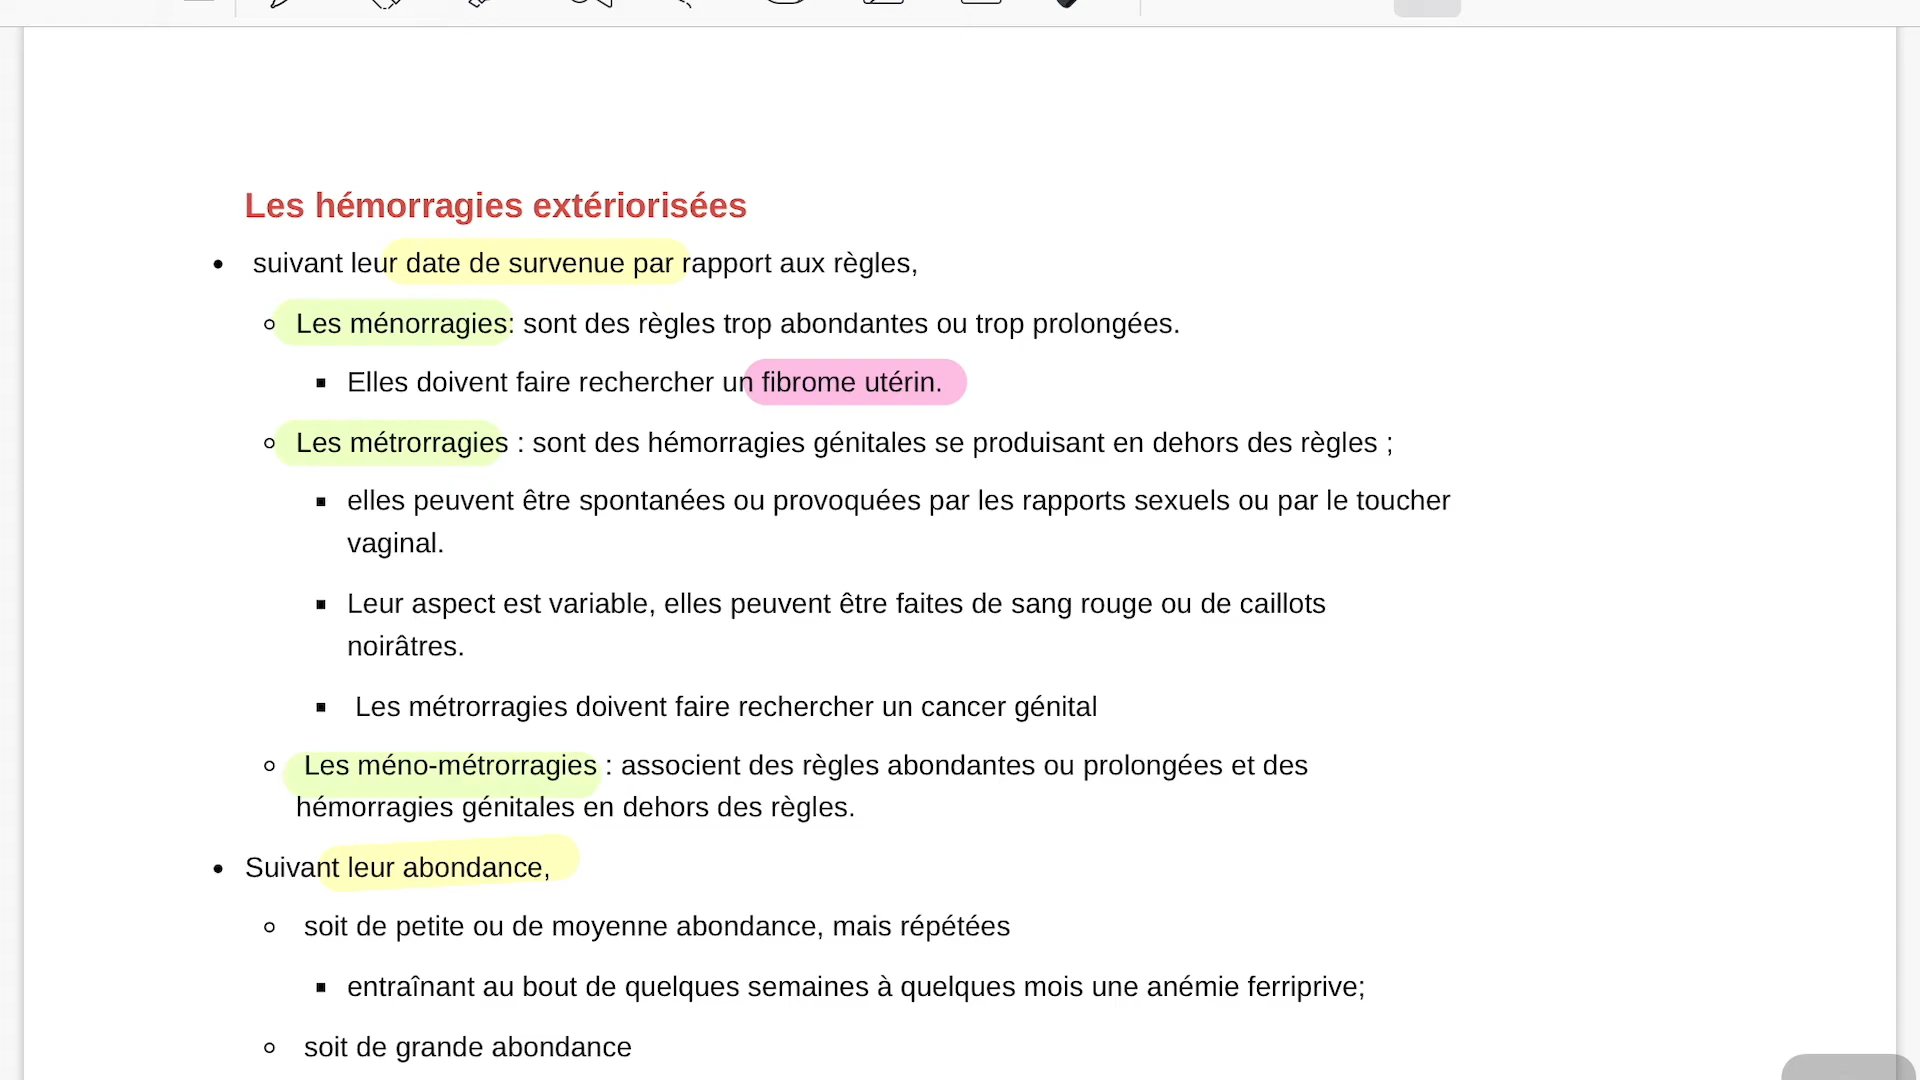 Les hémorragies extériorisées
suivant leur date de survenue par rapport aux règles,
Les ménorragies: sont des règles trop abondantes ou trop prolongées.
Elles doivent faire rechercher un fibrome utérin.
Les métrorragies : sont des hémorragies génitales se produisant en dehors des règles ;
elles peuvent être spontanées ou provoquées par les rapports sexuels ou par le toucher
vaginal.
Leur aspect est variable, elles peuvent être faites de sang rouge ou de caillots
noirâtres.
Les métrorragies doivent faire rechercher un cancer génital
Les méno-métrorragies : associent des règles abondantes ou prolongées et des
hémorragies génitales en dehors des règles.
Suivant leur abondance,
soit de petite ou de moyenne abondance, mais répétées
entraînant au bout de quelques semaines à quelques mois une anémie ferriprive;
soit de grande abondance